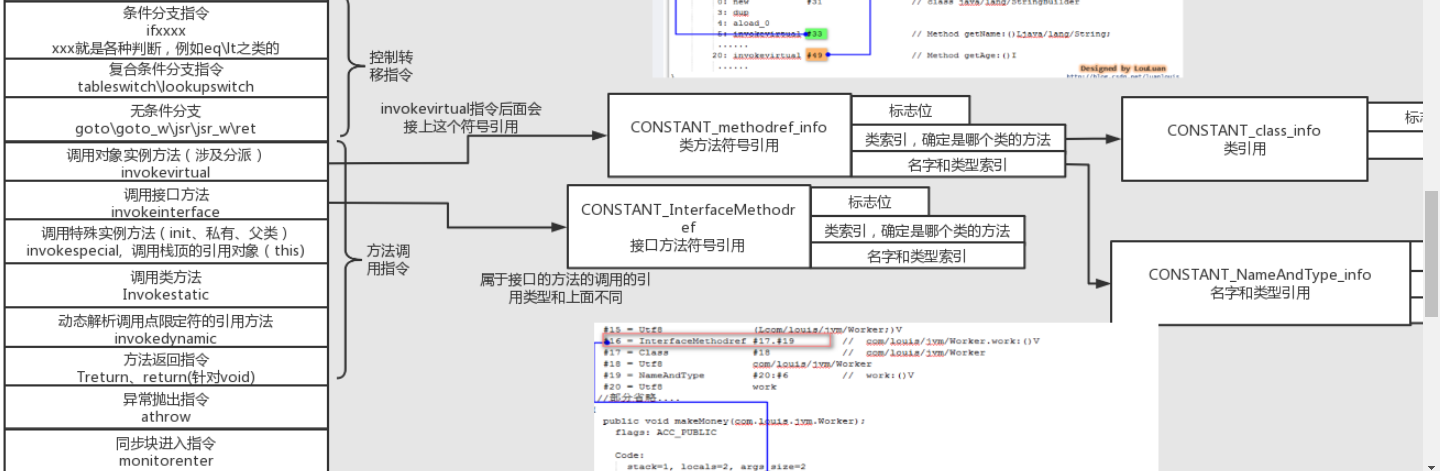 条件分支指令
ifxxxx
xxx就是各种判断，例如eq\lt之类的
复合条件分支指令
tableswitch\lookupswitch
无条件分支
goto\goto_w\jsr\jsr_w\ret
调用对象实例方法（涉及分派）
invokevirtual
调用接口方法
invokeinterface
调用特殊实例方法（init、私有、父类）
invokespecial, 调用栈顶的引用对象（this)
调用类方法
Invokestatic
动态解析调用点限定符的引用方法
invokedynamic
方法返回指令
Treturn、return(针对void)
异常抛出指令
athrow
同步块进入指令
monitorenter
控制转
移指令
方法调
用指令
0: new #31 // class java/lang/StringBuilder
3: dup
4: aload_0
5: invokevirtual #33 // Method getName:()Ljava/lang/String;
......
20: invokevirtual #49 // Method getAge:()I
......
Designed by LouLuan
http://blog.csdn.net/luanlouis
invokevirtual指令后面会
接上这个符号引用
CONSTANT_methodref_info
类方法符号引用
标志位
类索引，确定是哪个类的方法
名字和类型索引
CONSTANT_class_info
类引用
CONSTANT_InterfaceMethodr
ef
接口方法符号引用
标志位
类索引，确定是哪个类的方法
名字和类型索引
CONSTANT_NameAndType_info
名字和类型引用
属于接口的方法的调用的引
用类型和上面不同
#15 = Utf8 (Lcom/louis/jvm/Worker;)V
#16 = InterfaceMethodref #17.#19 // com/louis/jvm/Worker.work:()V
#17 = Class #18 // com/louis/jvm/Worker
#18 = Utf8 com/louis/jvm/Worker
#19 = NameAndType #20:#6 // work:()V
#20 = Utf8 work
//部分省略....
public void makeMoney(com.louis.jvm.Worker);
flags: ACC_PUBLIC
Code:
stack=1, locals=2, args_size=2